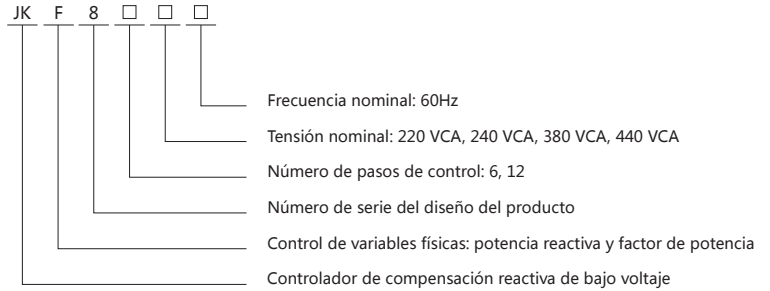 JK F 8 □ □ □
Frecuencia nominal: 60Hz
Tensión nominal: 220 VCA, 240 VCA, 380 VCA, 440 VCA
Número de pasos de control: 6, 12
Número de serie del diseño del producto
Control de variables físicas: potencia reactiva y factor de potencia
Controlador de compensación reactiva de bajo voltaje